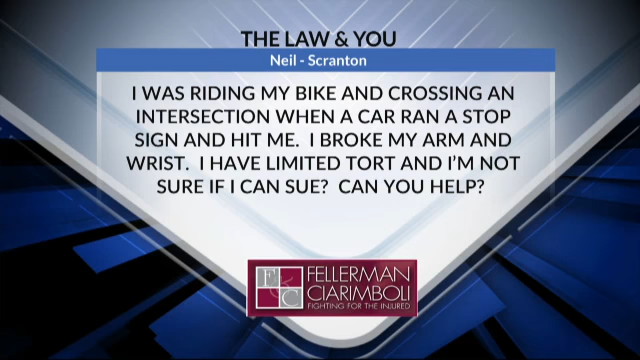 THE LAW & YOU
Neil - Scranton
I WAS RIDING MY BIKE AND CROSSING AN
INTERSECTION WHEN A CAR RAN A STOP
SIGN AND HIT ME.  I BROKE MY ARM AND
WRIST.  I HAVE LIMITED TORT AND I'M NOT
SURE IF I CAN SUE?  CAN YOU HELP?
F&C
FELLERMAN
CIARIMBOLI
FIGHTING FOR THE INJURED